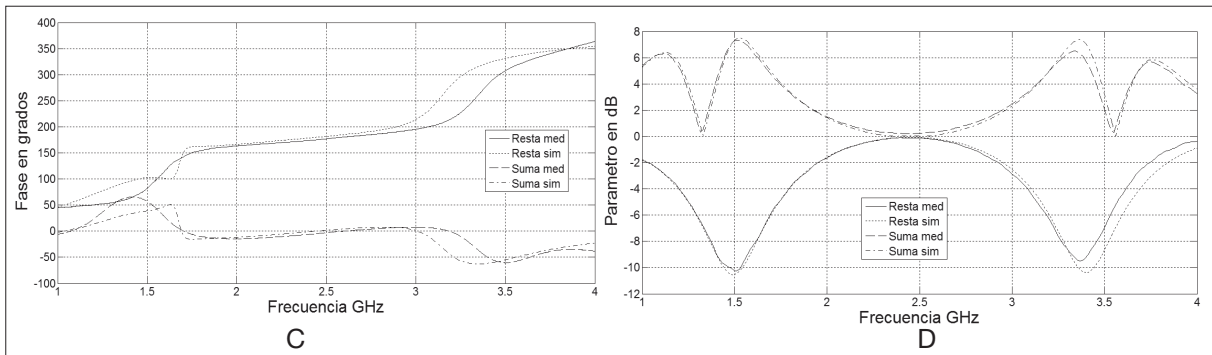 Fase en grados
400
350
300
250
200
150
100
50
0
-50
-100
1
1.5
2
2.5
3
3.5
4
Frecuencia GHz
Resta med
Resta sim
Suma med
Suma sim
C
Parametro en dB
8
6
4
2
0
-2
-4
-6
-8
-10
-12
1
1.5
2
2.5
3
3.5
4
Frecuencia GHz
Resta med
Resta sim
Suma med
Suma sim
D